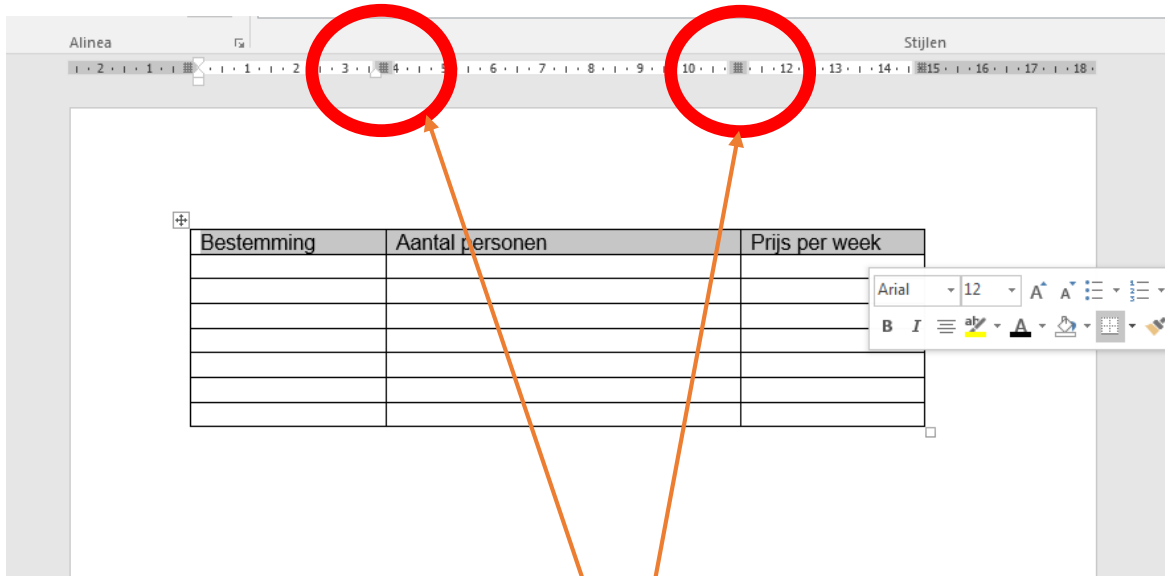 Alinea Stijlen
2 1 1 2 3 4 5 6 7 8 9 10 12 13 14 15 16 17 18
Bestemming Aantal personen Prijs per week
Arial 12 A A
B I ab A